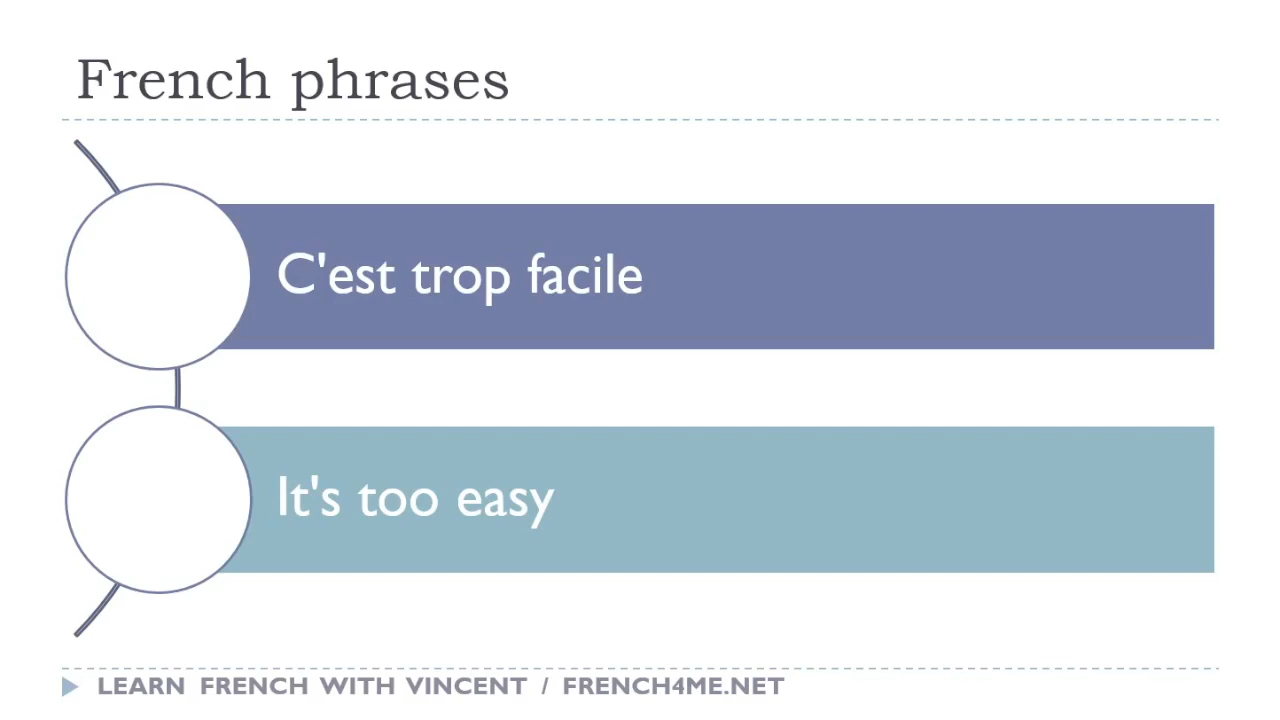 French phrases
C'est trop facile
It's too easy
LEARN FRENCH WITH VINCENT / FRENCH4ME.NET